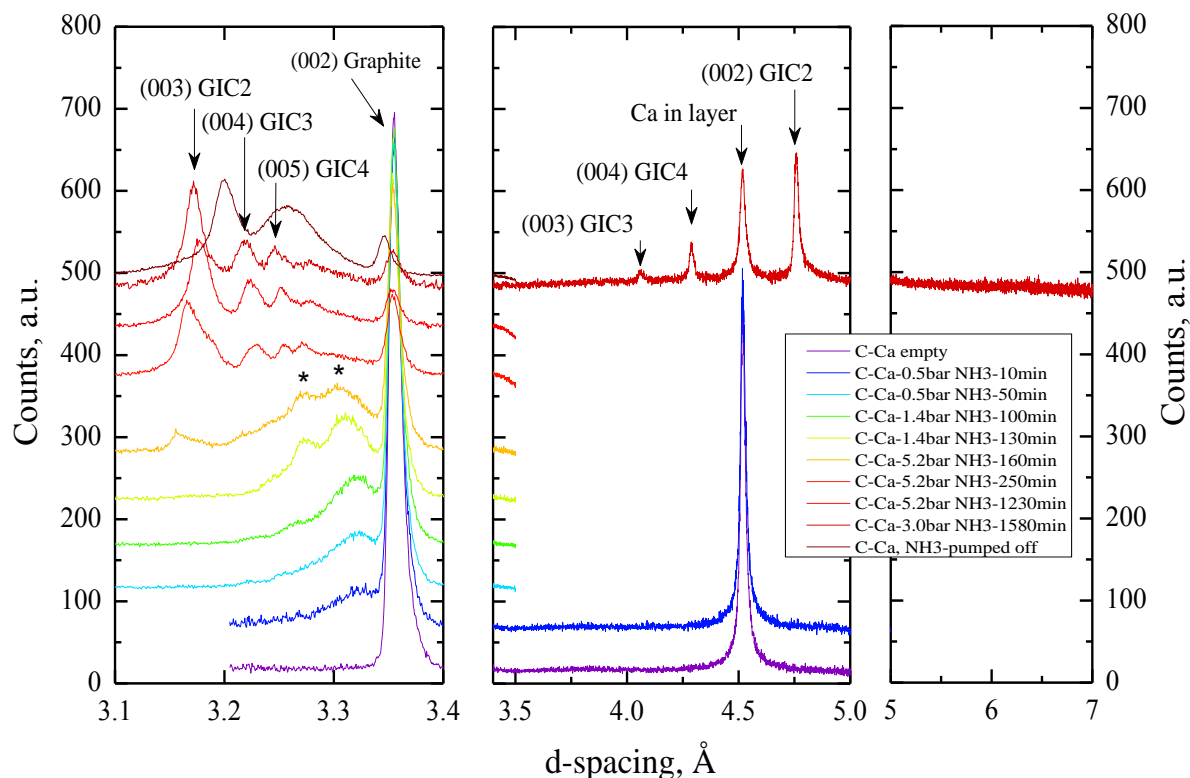 800
700
600
500
400
300
200
100
0
Counts, a.u.
(003) GIC2
(004) GIC3
(005) GIC4
(002) Graphite
*
*
3.1
3.2
3.3
3.4
(003) GIC3
(004) GIC4
Ca in layer
(002) GIC2
3.5
4.0
4.5
5.0
C-Ca empty
C-Ca-0.5bar NH3-10min
C-Ca-0.5bar NH3-50min
C-Ca-1.4bar NH3-100min
C-Ca-1.4bar NH3-130min
C-Ca-5.2bar NH3-160min
C-Ca-5.2bar NH3-250min
C-Ca-5.2bar NH3-1230min
C-Ca-3.0bar NH3-1580min
C-Ca, NH3-pumped off
5
6
7
800
700
600
500
400
300
200
100
0
Counts, a.u.
d-spacing, Å